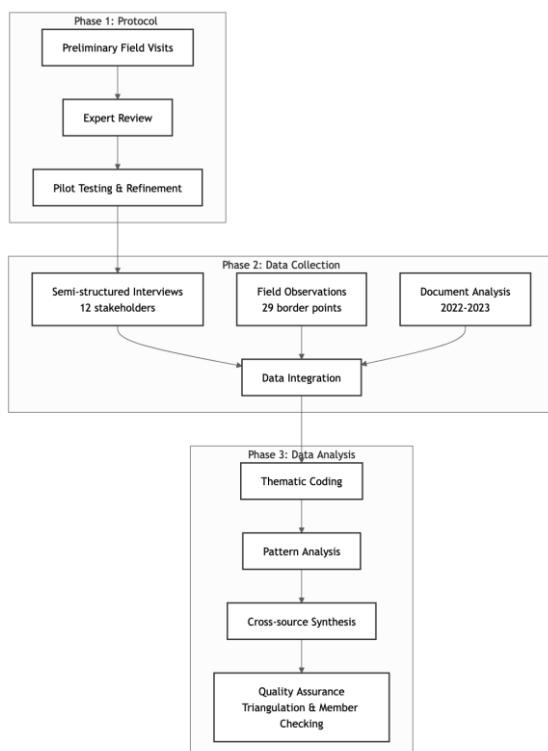 Phase 1: Protocol
Preliminary Field Visits
Expert Review
Pilot Testing & Refinement
Phase 2: Data Collection
Semi-structured Interviews
12 stakeholders
Field Observations
29 border points
Document Analysis
2022-2023
Data Integration
Phase 3: Data Analysis
Thematic Coding
Pattern Analysis
Cross-source Synthesis
Quality Assurance
Triangulation & Member
Checking